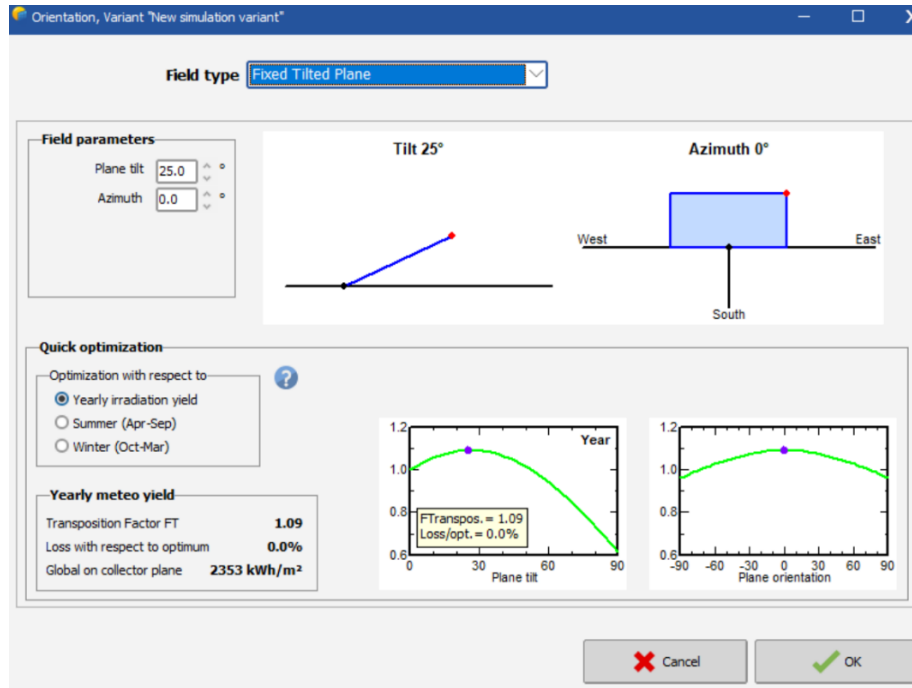 Orientation, Variant "New simulation variant"
Field type Fixed Tilted Plane
Field parameters
Plane tilt 25.0 °
Azimuth 0.0 °
Tilt 25°
Azimuth 0°
West
East
South
Quick optimization
Optimization with respect to
Yearly irradiation yield
Summer (Apr-Sep)
Winter (Oct-Mar)
?
Yearly meteo yield
Transposition Factor FT 1.09
Loss with respect to optimum 0.0%
Global on collector plane 2353 kWh/m²
1.2
Year
1.0
0.8
FTranspos. = 1.09
Loss/opt. = 0.0%
0.6
0 30 60 90
Plane tilt
1.2
1.0
0.8
0.6
-90 -60 -30 0 30 60 90
Plane orientation
Cancel
OK